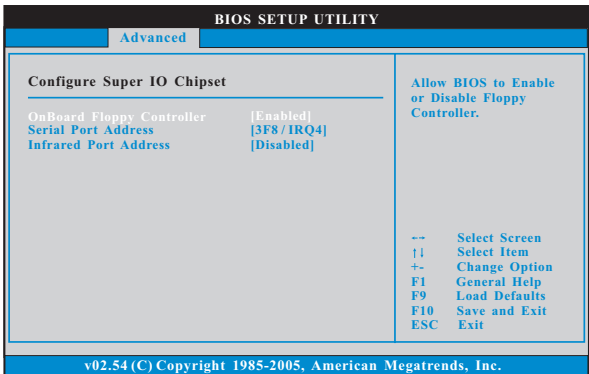 BIOS SETUP UTILITY
Advanced
Configure Super IO Chipset
OnBoard Floppy Controller [Enabled]
Serial Port Address [3F8 / IRQ4]
Infrared Port Address [Disabled]
Allow BIOS to Enable
or Disable Floppy
Controller.
←→ Select Screen
↑↓ Select Item
+- Change Option
F1 General Help
F9 Load Defaults
F10 Save and Exit
ESC Exit
v02.54 (C) Copyright 1985-2005, American Megatrends, Inc.